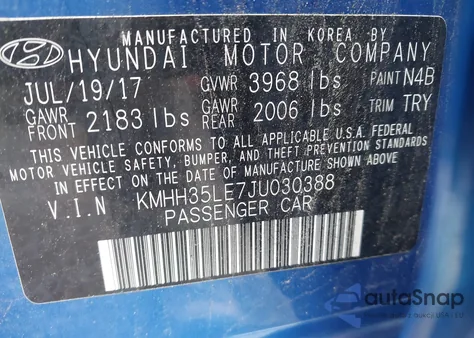 MANUFACTURED IN KOREA BY
HYUNDAI MOTOR COMPANY
JUL/19/17 GVWR 3968 lbs PAINT N4B
GAWR FRONT 2183 lbs GAWR REAR 2006 lbs TRIM TRY
THIS VEHICLE CONFORMS TO ALL APPLICABLE U.S.A FEDERAL
MOTOR VEHICLE SAFETY, BUMPER, AND THEFT PREVENTION STANDARDS
IN EFFECT ON THE DATE OF MANUFACTURE SHOWN ABOVE
V.I.N KMHH35LE7JU030388
PASSENGER CAR
autoSnap